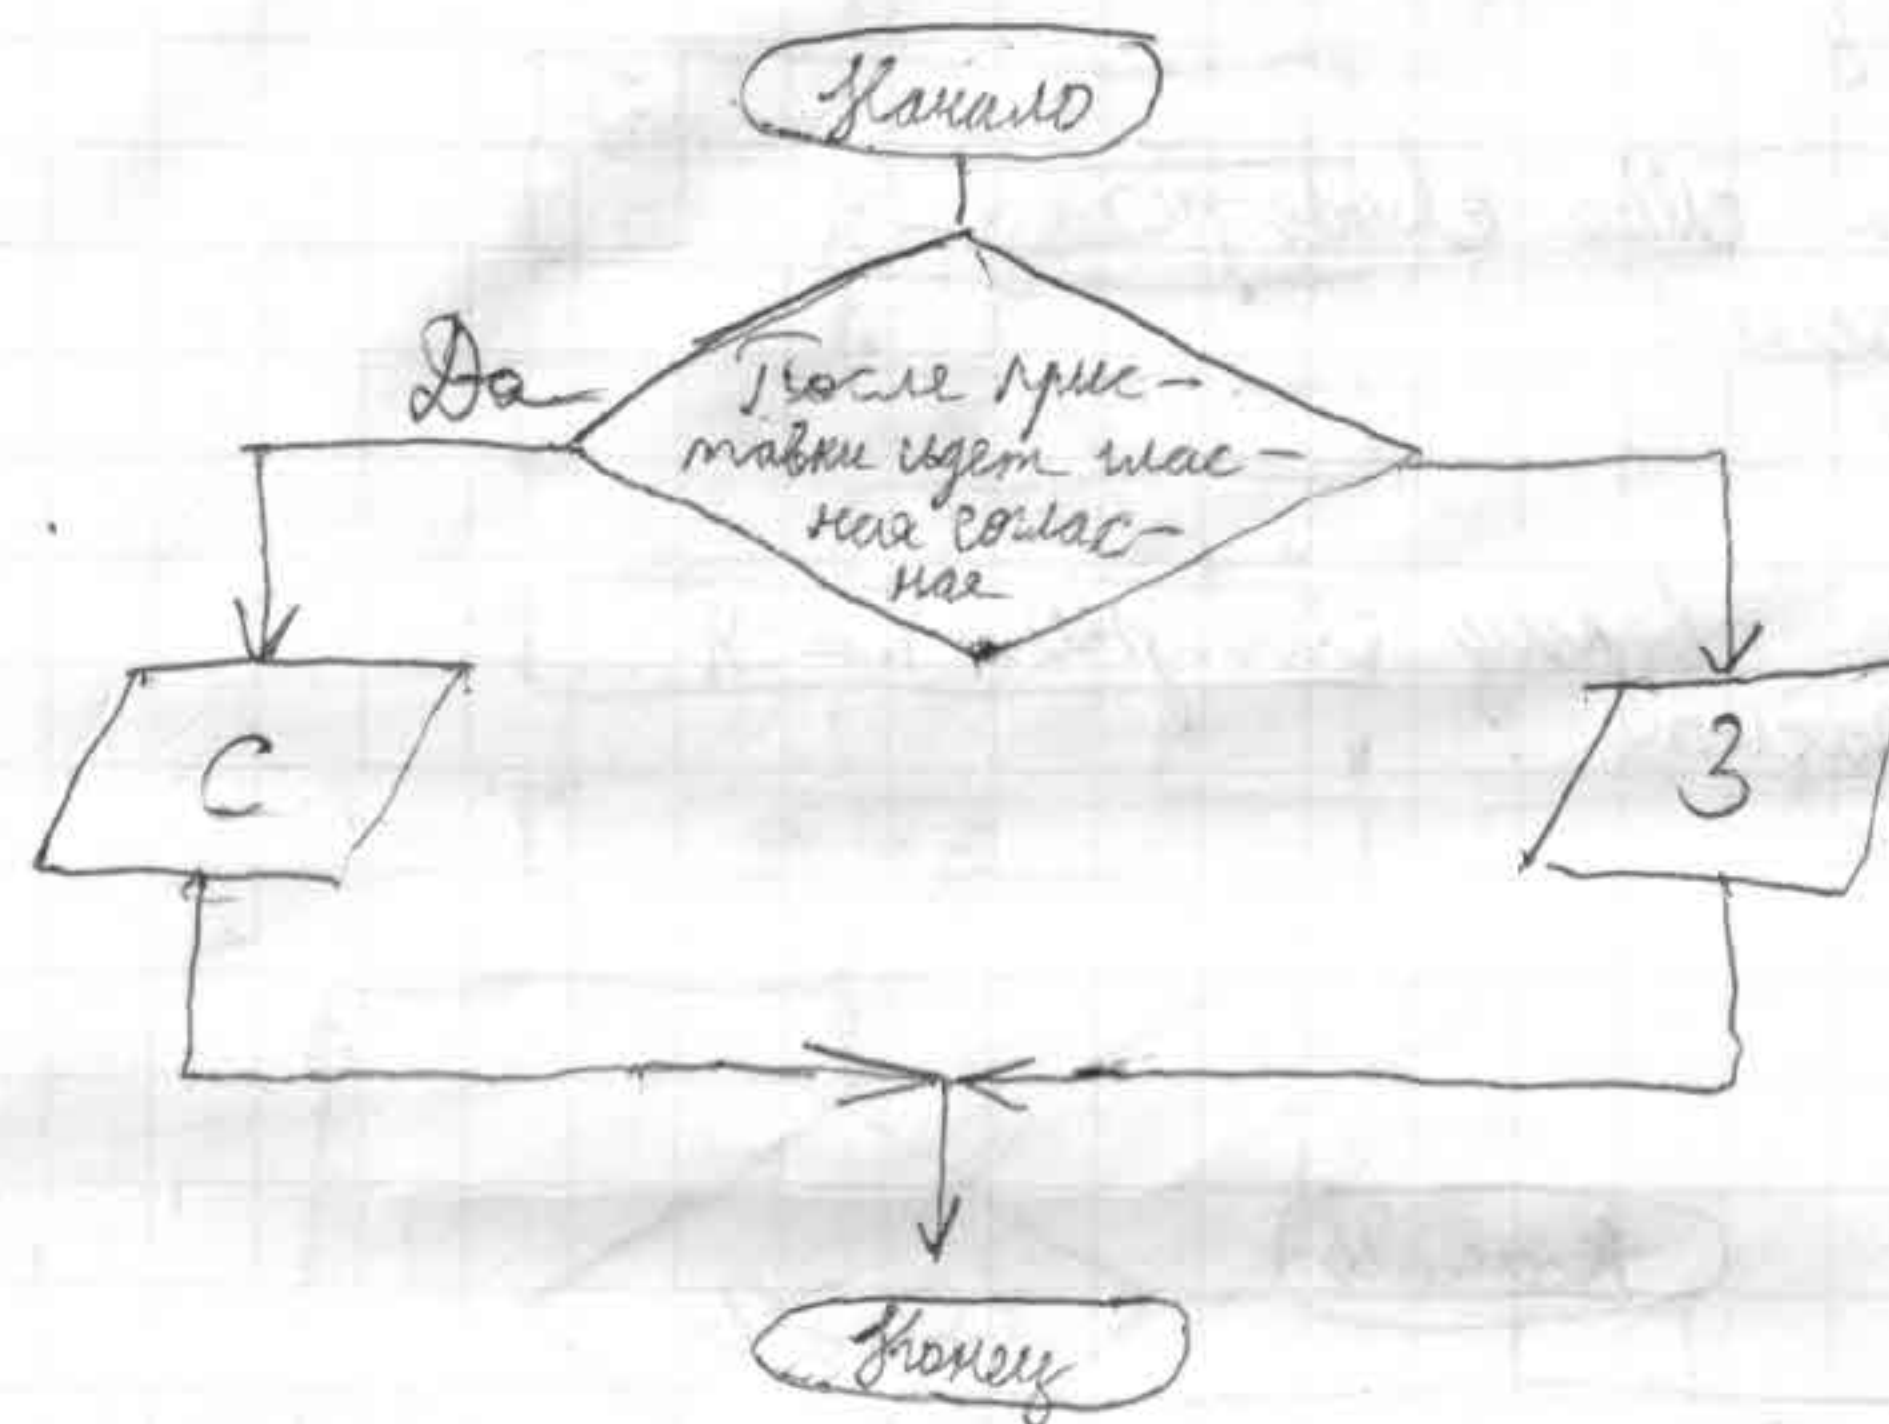 Начало
Да
После прис-
тавки идет глас-
ная соглас-
ная
С
З
Конец